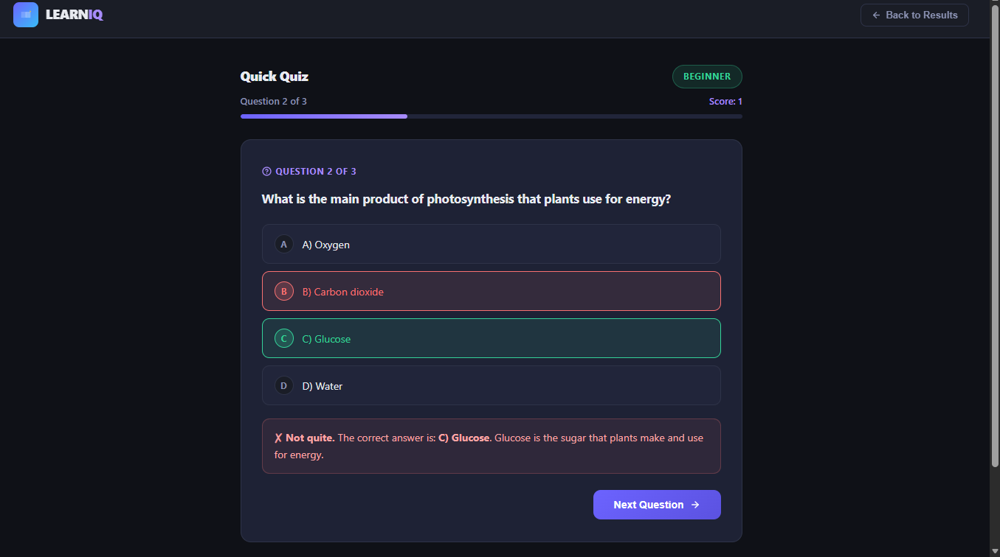 LEARNIQ
← Back to Results
Quick Quiz
BEGINNER
Question 2 of 3
Score: 1
QUESTION 2 OF 3
What is the main product of photosynthesis that plants use for energy?
A A) Oxygen
B B) Carbon dioxide
C C) Glucose
D D) Water
✗ Not quite. The correct answer is: C) Glucose. Glucose is the sugar that plants make and use
for energy.
Next Question →